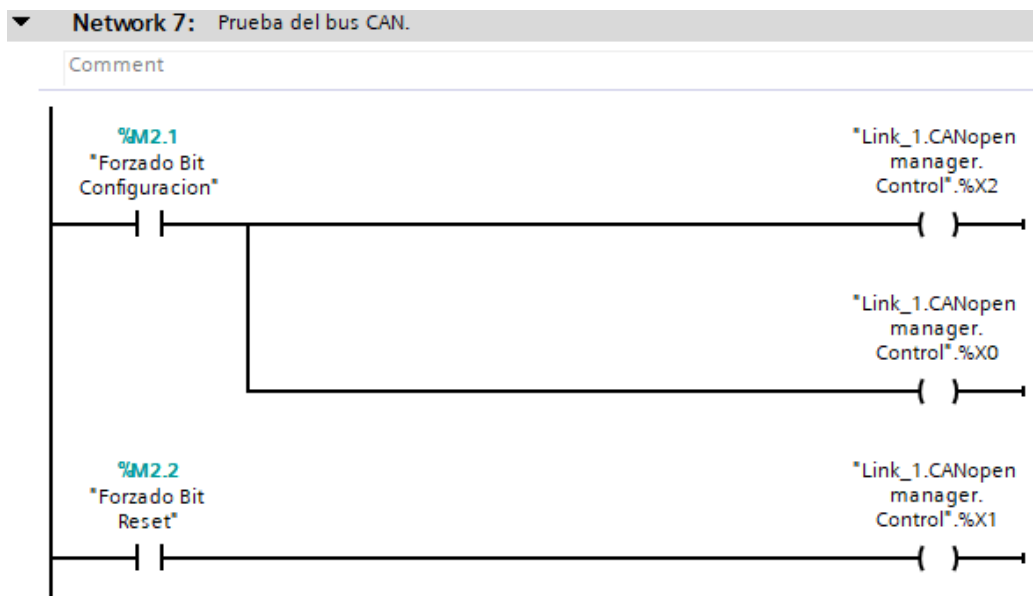 Network 7: Prueba del bus CAN.
Comment
%M2.1
"Forzado Bit
Configuracion"
"Link_1.CANopen
manager.
Control".%X2
"Link_1.CANopen
manager.
Control".%X0
%M2.2
"Forzado Bit
Reset"
"Link_1.CANopen
manager.
Control".%X1